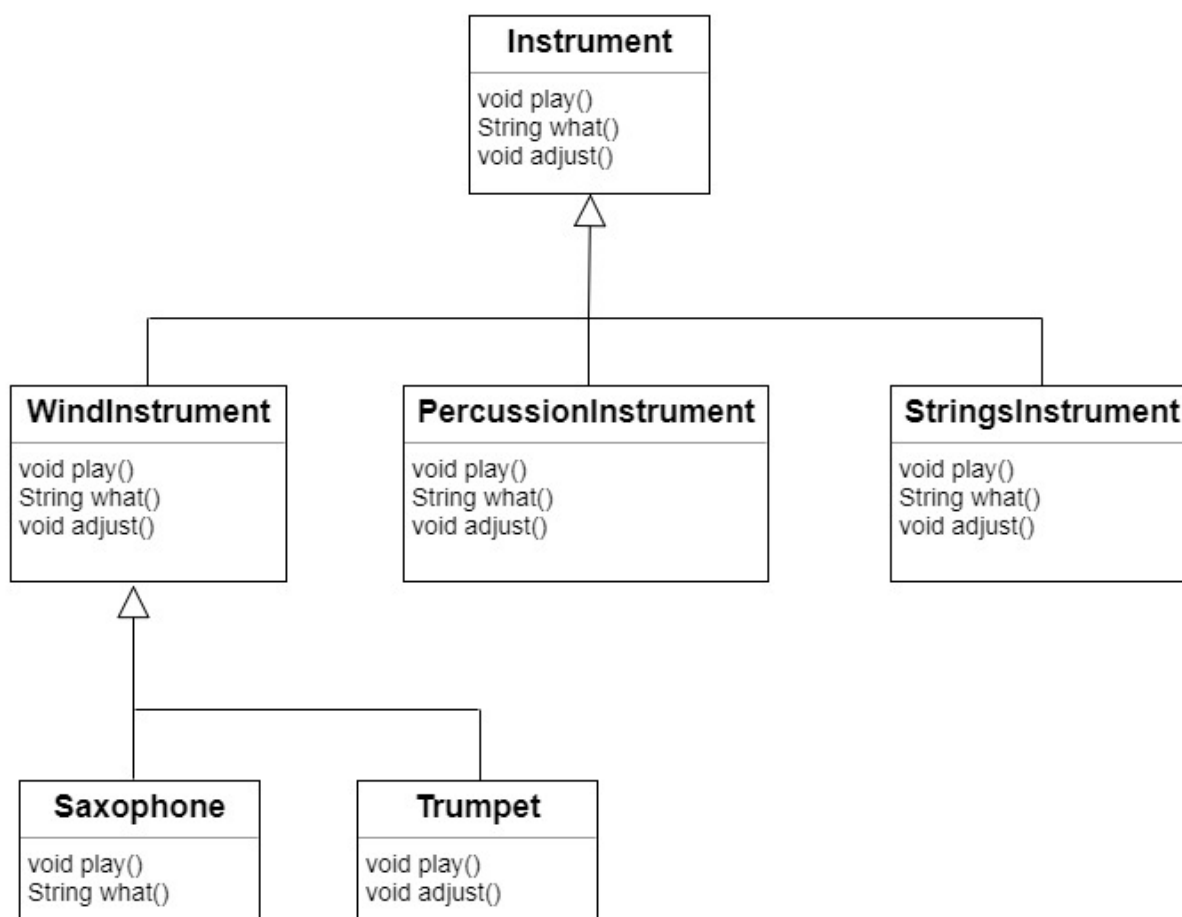 Instrument
void play()
String what()
void adjust()
WindInstrument
void play()
String what()
void adjust()
PercussionInstrument
void play()
String what()
void adjust()
StringsInstrument
void play()
String what()
void adjust()
Saxophone
void play()
String what()
Trumpet
void play()
void adjust()